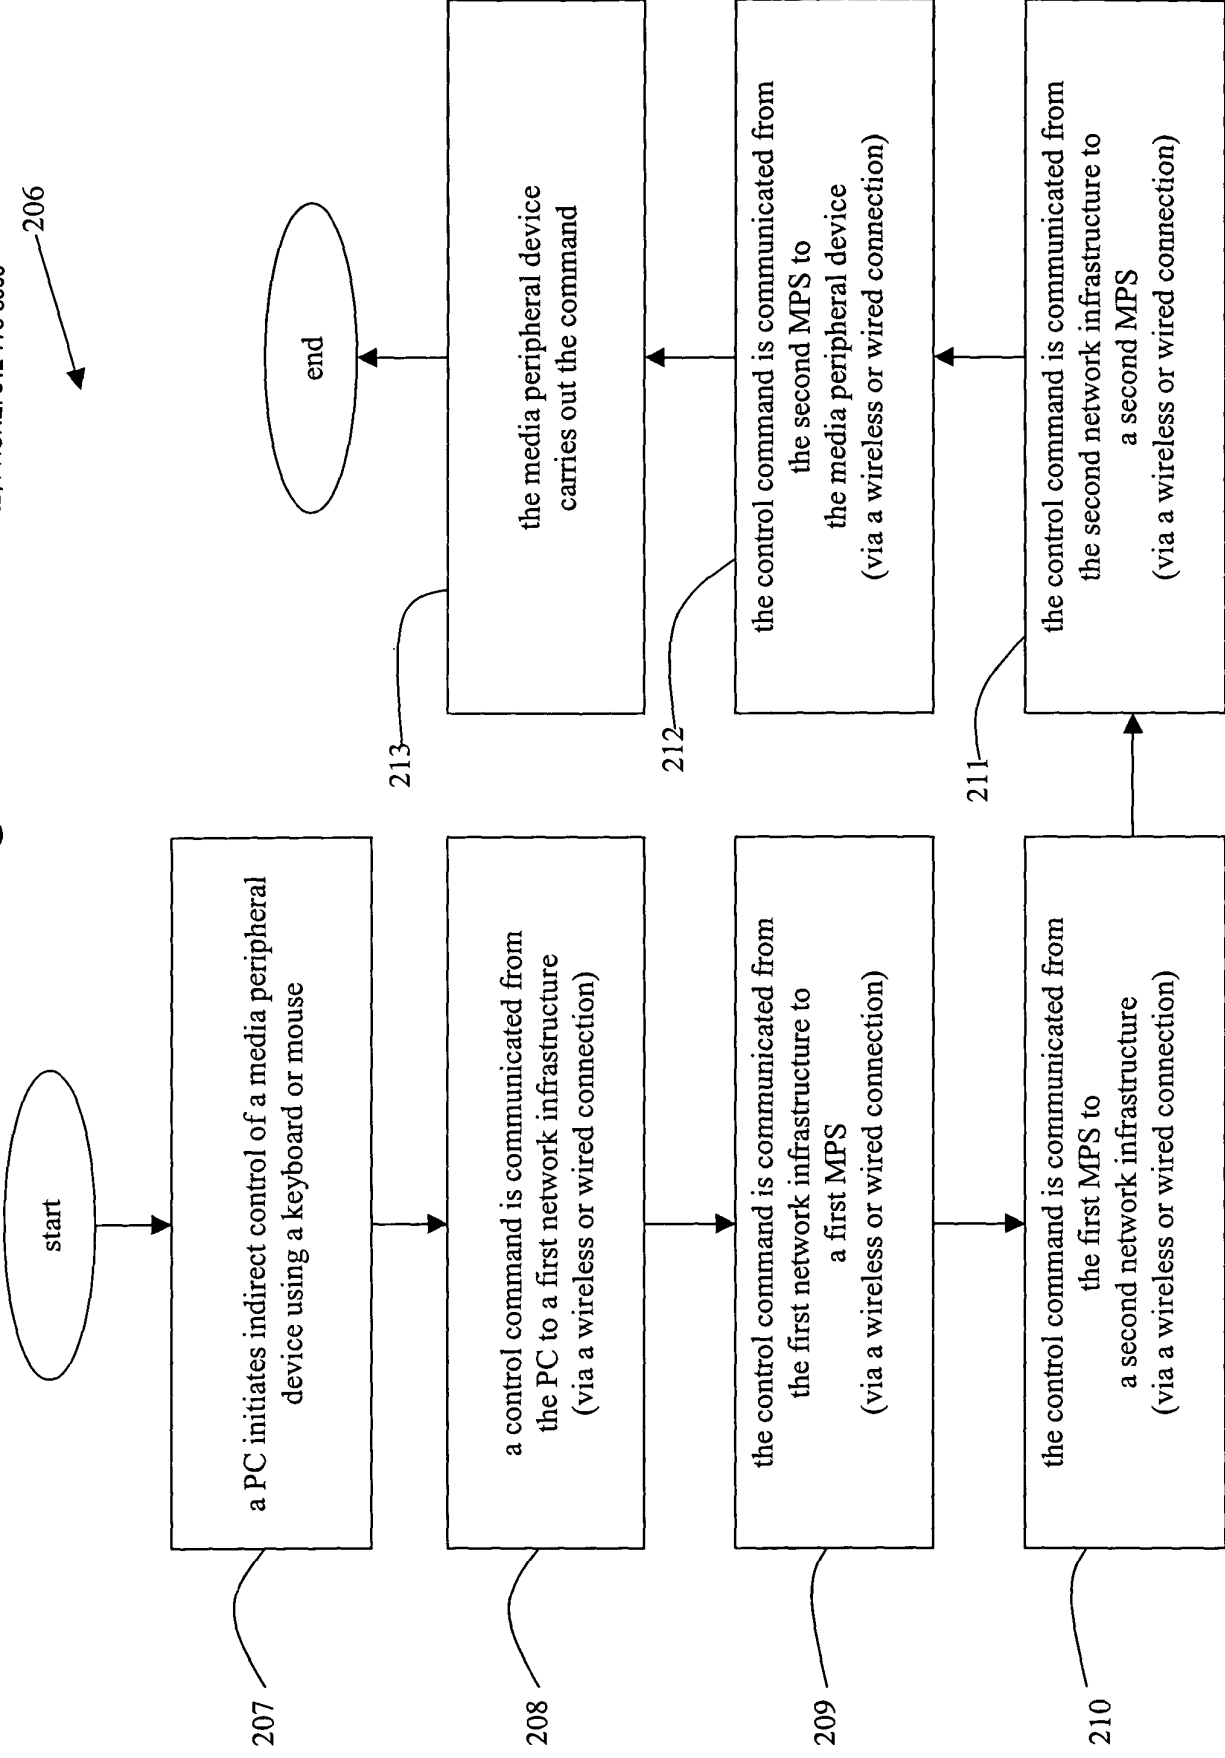 206
start
a PC initiates indirect control of a media peripheral
device using a keyboard or mouse
207
a control command is communicated from
the PC to a first network infrastructure
(via a wireless or wired connection)
208
the control command is communicated from
the first network infrastructure to
a first MPS
(via a wireless or wired connection)
209
the control command is communicated from
the first MPS to
a second network infrastructure
(via a wireless or wired connection)
210
the control command is communicated from
the second network infrastructure to
a second MPS
(via a wireless or wired connection)
211
the control command is communicated from
the second MPS to
the media peripheral device
(via a wireless or wired connection)
212
the media peripheral device
carries out the command
213
end